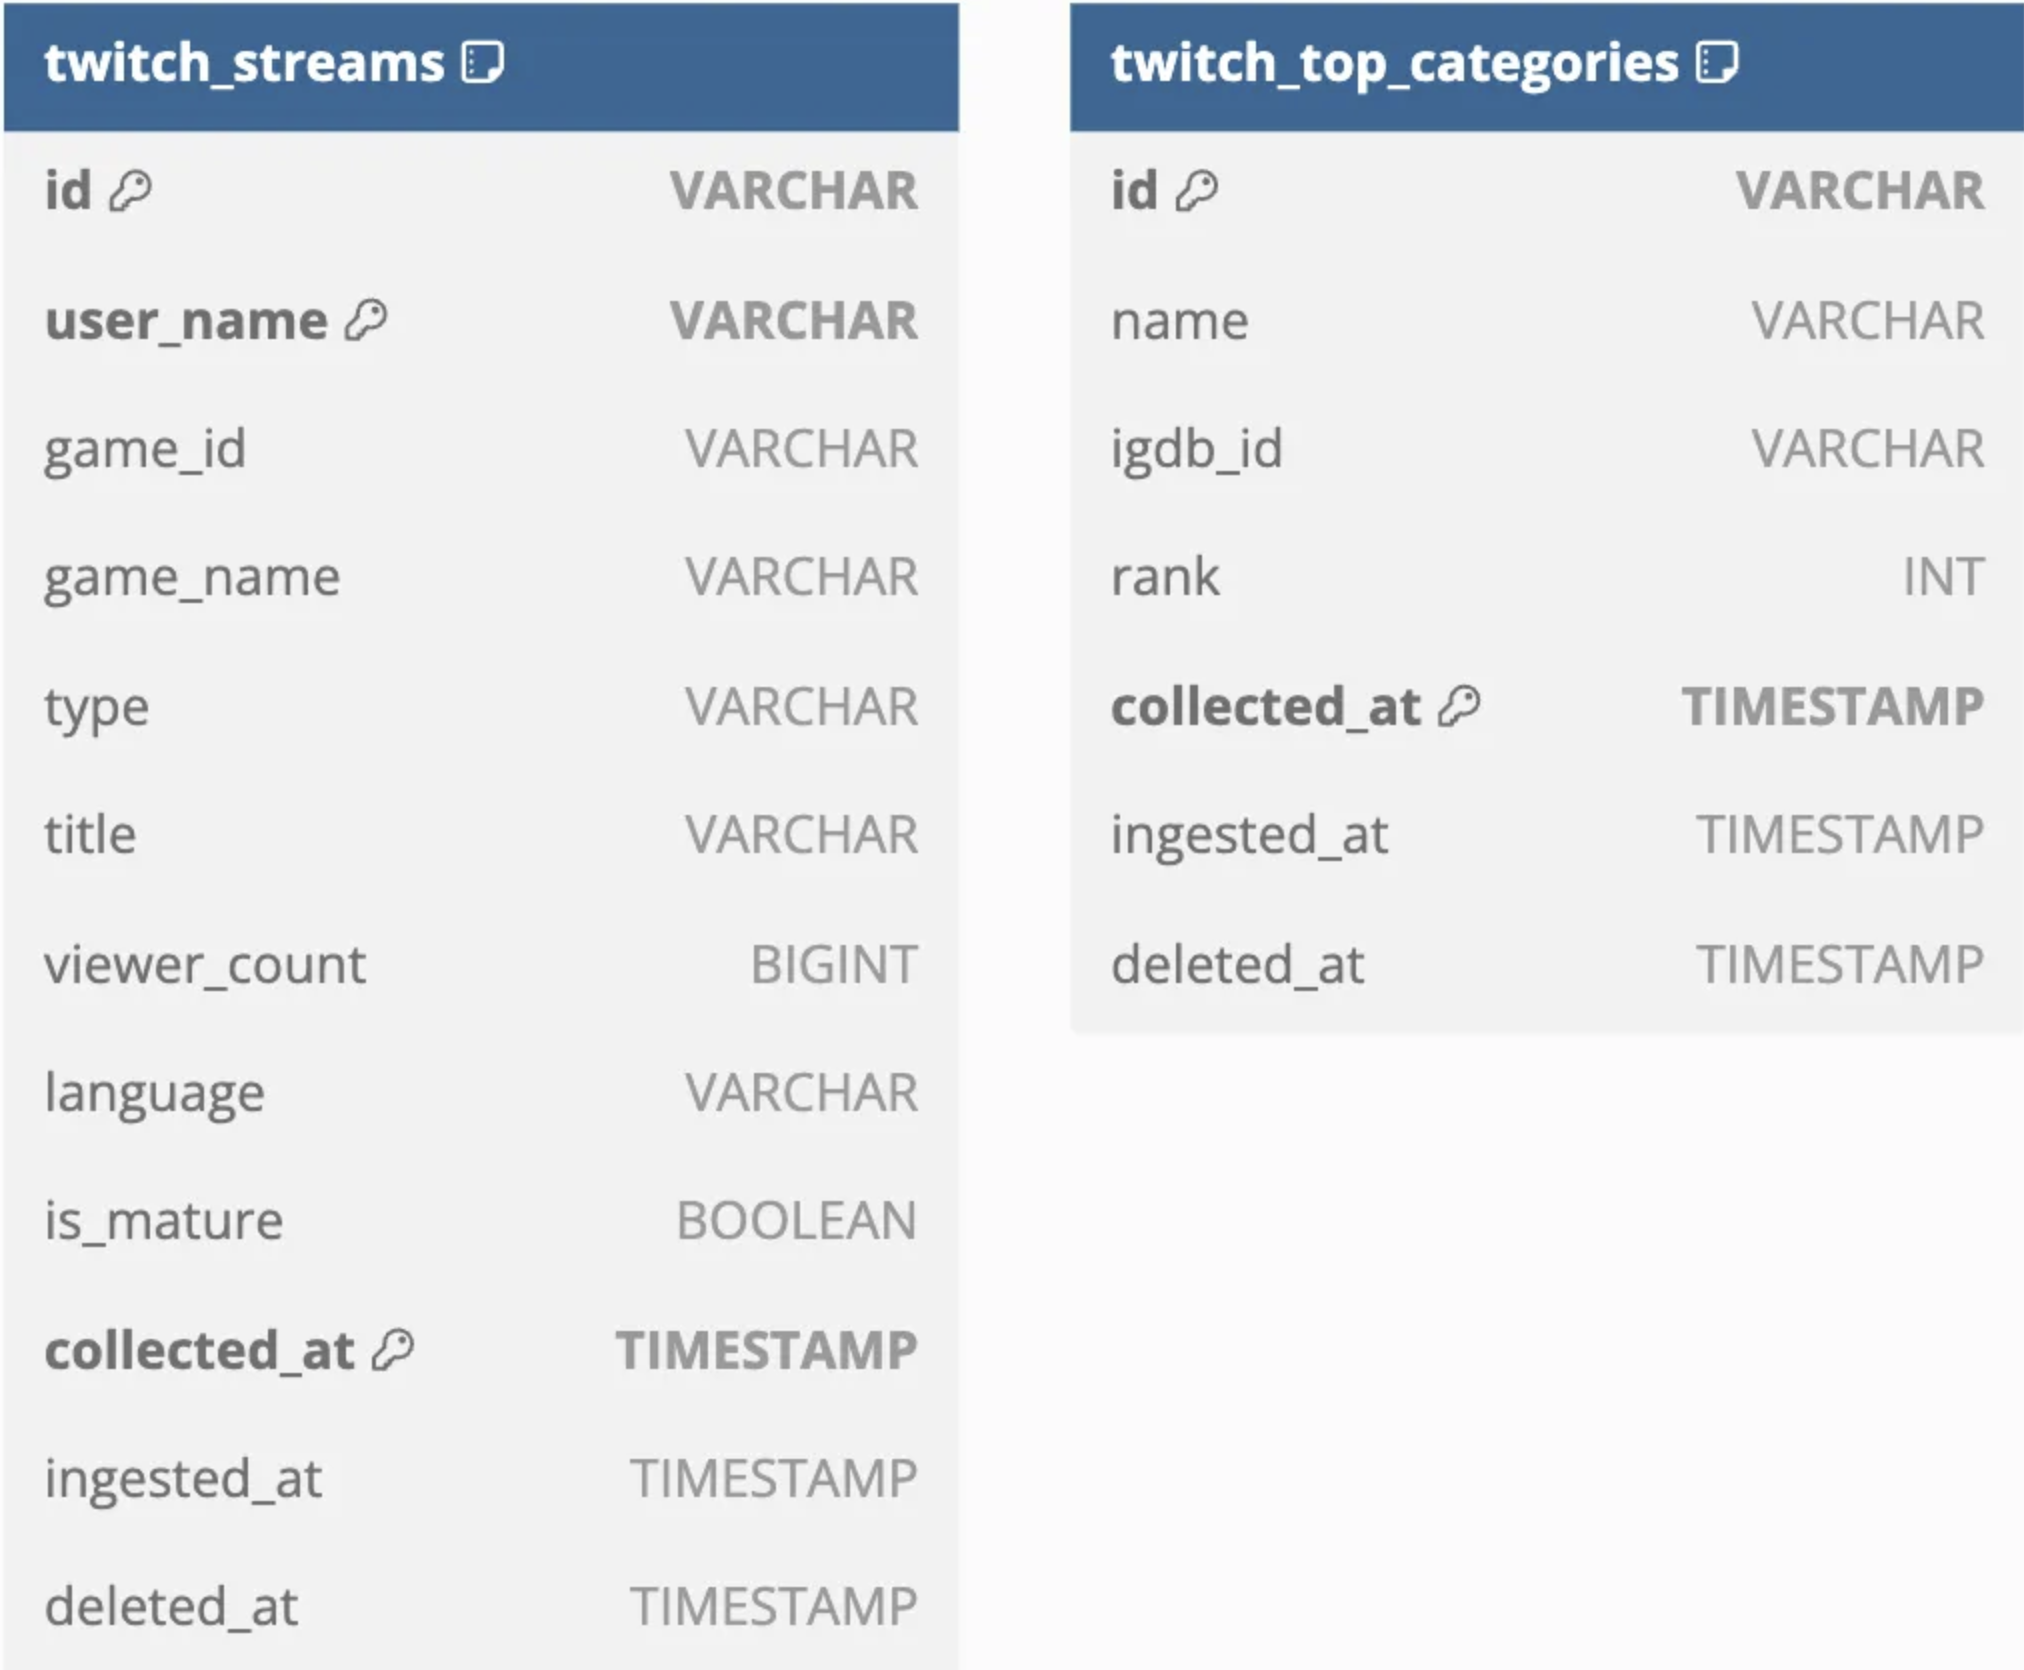 twitch_streams
id VARCHAR
user_name VARCHAR
game_id VARCHAR
game_name VARCHAR
type VARCHAR
title VARCHAR
viewer_count BIGINT
language VARCHAR
is_mature BOOLEAN
collected_at TIMESTAMP
ingested_at TIMESTAMP
deleted_at TIMESTAMP
twitch_top_categories
id VARCHAR
name VARCHAR
igdb_id VARCHAR
rank INT
collected_at TIMESTAMP
ingested_at TIMESTAMP
deleted_at TIMESTAMP